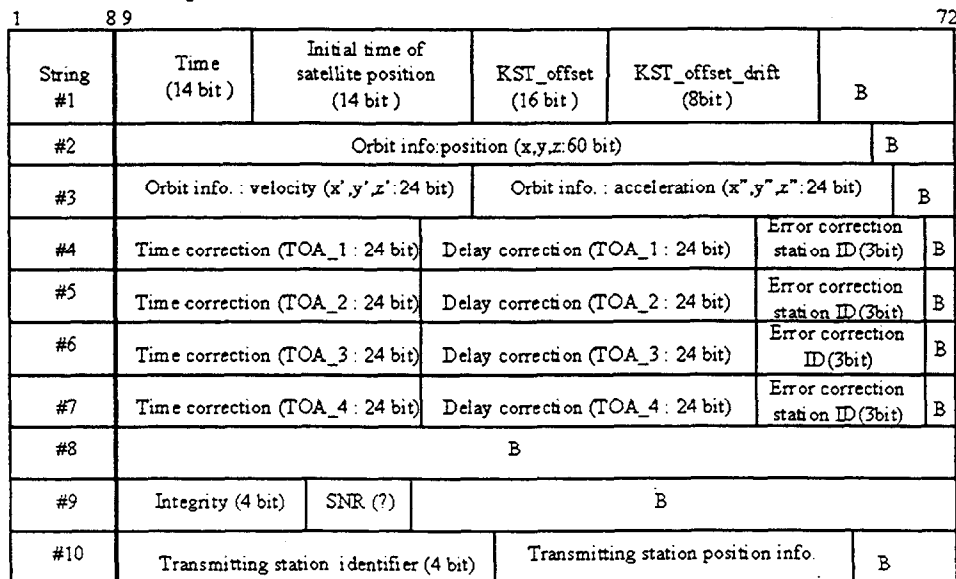 1 8 9 72
String #1
Time (14 bit)
Initial time of satellite position (14 bit)
KST_offset (16 bit)
KST_offset_drift (8bit)
B
#2
Orbit info:position (x,y,z:60 bit)
B
#3
Orbit info. : velocity (x',y',z':24 bit)
Orbit info. : acceleration (x",y",z":24 bit)
B
#4
Time correction (TOA_1 : 24 bit)
Delay correction (TOA_1 : 24 bit)
Error correction station ID(3bit)
B
#5
Time correction (TOA_2 : 24 bit)
Delay correction (TOA_2 : 24 bit)
Error correction station ID(3bit)
B
#6
Time correction (TOA_3 : 24 bit)
Delay correction (TOA_3 : 24 bit)
Error correction ID(3bit)
B
#7
Time correction (TOA_4 : 24 bit)
Delay correction (TOA_4 : 24 bit)
Error correction station ID(3bit)
B
#8
B
#9
Integrity (4 bit)
SNR (?)
B
#10
Transmitting station identifier (4 bit)
Transmitting station position info.
B